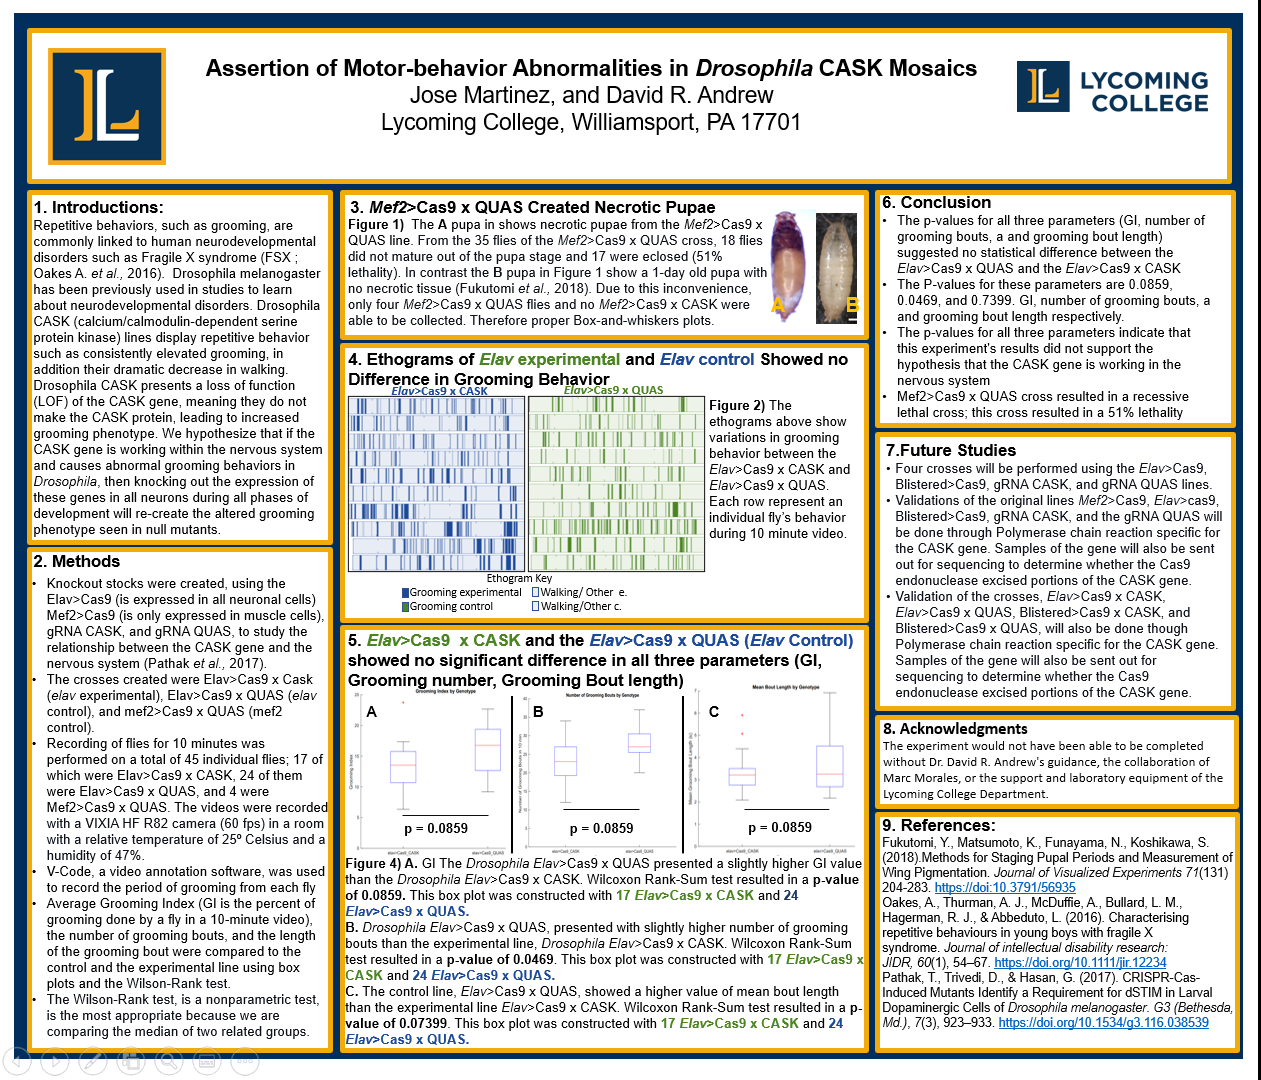 Assertion of Motor-behavior Abnormalities in Drosophila CASK Mosaics
Jose Martinez, and David R. Andrew
Lycoming College, Williamsport, PA 17701
LYCOMING
COLLEGE
1. Introductions:
Repetitive behaviors, such as grooming, are
commonly linked to human neurodevelopmental
disorders such as Fragile X syndrome (FSX ;
Oakes A. et al., 2016).  Drosophila melanogaster
has been previously used in studies to learn
about neurodevelopmental disorders. Drosophila
CASK (calcium/calmodulin-dependent serine
protein kinase) lines display repetitive behavior
such as consistently elevated grooming, in
addition their dramatic decrease in walking.
Drosophila CASK presents a loss of function
(LOF) of the CASK gene, meaning they do not
make the CASK protein, leading to increased
grooming phenotype. We hypothesize that if the
CASK gene is working within the nervous system
and causes abnormal grooming behaviors in
Drosophila, then knocking out the expression of
these genes in all neurons during all phases of
development will re-create the altered grooming
phenotype seen in null mutants.
2. Methods
• Knockout stocks were created, using the
Elav>Cas9 (is expressed in all neuronal cells)
Mef2>Cas9 (is only expressed in muscle cells),
gRNA CASK, and gRNA QUAS, to study the
relationship between the CASK gene and the
nervous system (Pathak et al., 2017).
• The crosses created were Elav>Cas9 x Cask
(elav experimental), Elav>Cas9 x QUAS (elav
control), and mef2>Cas9 x QUAS (mef2
control).
• Recording of flies for 10 minutes was
performed on a total of 45 individual flies; 17 of
which were Elav>Cas9 x CASK, 24 of them
were Elav>Cas9 x QUAS, and 4 were
Mef2>Cas9 x QUAS. The videos were recorded
with a VIXIA HF R82 camera (60 fps) in a room
with a relative temperature of 25º Celsius and a
humidity of 47%.
• V-Code, a video annotation software, was used
to record the period of grooming from each fly
• Average Grooming Index (GI is the percent of
grooming done by a fly in a 10-minute video),
the number of grooming bouts, and the length
of the grooming bout were compared to the
control and the experimental line using box
plots and the Wilson-Rank test.
• The Wilson-Rank test, is a nonparametric test,
is the most appropriate because we are
comparing the median of two related groups.
3. Mef2>Cas9 x QUAS Created Necrotic Pupae
Figure 1)  The A pupa in shows necrotic pupae from the Mef2>Cas9 x
QUAS line. From the 35 flies of the Mef2>Cas9 x QUAS cross, 18 flies
did not mature out of the pupa stage and 17 were eclosed (51%
lethality). In contrast the B pupa in Figure 1 show a 1-day old pupa with
no necrotic tissue (Fukutomi et al., 2018). Due to this inconvenience,
only four Mef2>Cas9 x QUAS flies and no Mef2>Cas9 x CASK were
able to be collected. Therefore proper Box-and-whiskers plots.
A
B
4. Ethograms of Elav experimental and Elav control Showed no
Difference in Grooming Behavior
Elav>Cas9 x CASK
Elav>Cas9 x QUAS
Figure 2) The
ethograms above show
variations in grooming
behavior between the
Elav>Cas9 x CASK and
Elav>Cas9 x QUAS.
Each row represent an
individual fly's behavior
during 10 minute video.
Ethogram Key
Grooming experimental
Walking/ Other  e.
Grooming control
Walking/Other c.
5. Elav>Cas9  x CASK and the Elav>Cas9 x QUAS (Elav Control)
showed no significant difference in all three parameters (GI,
Grooming number, Grooming Bout length)
Grooming Index by Genotype
A
p = 0.0859
Number of Grooming Bouts by Genotype
B
p = 0.0859
Mean Bout Length by Genotype
C
p = 0.0859
Figure 4) A. GI The Drosophila Elav>Cas9 x QUAS presented a slightly higher GI value
than the Drosophila Elav>Cas9 x CASK. Wilcoxon Rank-Sum test resulted in a p-value
of 0.0859. This box plot was constructed with 17 Elav>Cas9 x CASK and 24
Elav>Cas9 x QUAS.
B. Drosophila Elav>Cas9 x QUAS, presented with slightly higher number of grooming
bouts than the experimental line, Drosophila Elav>Cas9 x CASK. Wilcoxon Rank-Sum
test resulted in a p-value of 0.0469. This box plot was constructed with 17 Elav>Cas9 x
CASK and 24 Elav>Cas9 x QUAS.
C. The control line, Elav>Cas9 x QUAS, showed a higher value of mean bout length
than the experimental line Elav>Cas9 x CASK. Wilcoxon Rank-Sum test resulted in a p-
value of 0.07399. This box plot was constructed with 17 Elav>Cas9 x CASK and 24
Elav>Cas9 x QUAS.
6. Conclusion
• The p-values for all three parameters (GI, number of
grooming bouts, a and grooming bout length)
suggested no statistical difference between the
Elav>Cas9 x QUAS and the Elav>Cas9 x CASK
• The P-values for these parameters are 0.0859,
0.0469, and 0.7399. GI, number of grooming bouts, a
and grooming bout length respectively.
• The p-values for all three parameters indicate that
this experiment's results did not support the
hypothesis that the CASK gene is working in the
nervous system
• Mef2>Cas9 x QUAS cross resulted in a recessive
lethal cross; this cross resulted in a 51% lethality
7.Future Studies
• Four crosses will be performed using the Elav>Cas9,
Blistered>Cas9, gRNA CASK, and gRNA QUAS lines.
• Validations of the original lines Mef2>Cas9, Elav>cas9,
Blistered>Cas9, gRNA CASK, and the gRNA QUAS will
be done through Polymerase chain reaction specific for
the CASK gene. Samples of the gene will also be sent
out for sequencing to determine whether the Cas9
endonuclease excised portions of the CASK gene.
• Validation of the crosses, Elav>Cas9 x CASK,
Elav>Cas9 x QUAS, Blistered>Cas9 x CASK, and
Blistered>Cas9 x QUAS, will also be done though
Polymerase chain reaction specific for the CASK gene.
Samples of the gene will also be sent out for
sequencing to determine whether the Cas9
endonuclease excised portions of the CASK gene.
8. Acknowledgments
The experiment would not have been able to be completed
without Dr. David R. Andrew's guidance, the collaboration of
Marc Morales, or the support and laboratory equipment of the
Lycoming College Department.
9. References:
Fukutomi, Y., Matsumoto, K., Funayama, N., Koshikawa, S.
(2018).Methods for Staging Pupal Periods and Measurement of
Wing Pigmentation. Journal of Visualized Experiments 71(131)
204-283. https://doi:10.3791/56935
Oakes, A., Thurman, A. J., McDuffie, A., Bullard, L. M.,
Hagerman, R. J., & Abbeduto, L. (2016). Characterising
repetitive behaviours in young boys with fragile X
syndrome. Journal of intellectual disability research:
JIDR, 60(1), 54–67. https://doi.org/10.1111/jir.12234
Pathak, T., Trivedi, D., & Hasan, G. (2017). CRISPR-Cas-
Induced Mutants Identify a Requirement for dSTIM in Larval
Dopaminergic Cells of Drosophila melanogaster. G3 (Bethesda,
Md.), 7(3), 923–933. https://doi.org/10.1534/g3.116.038539